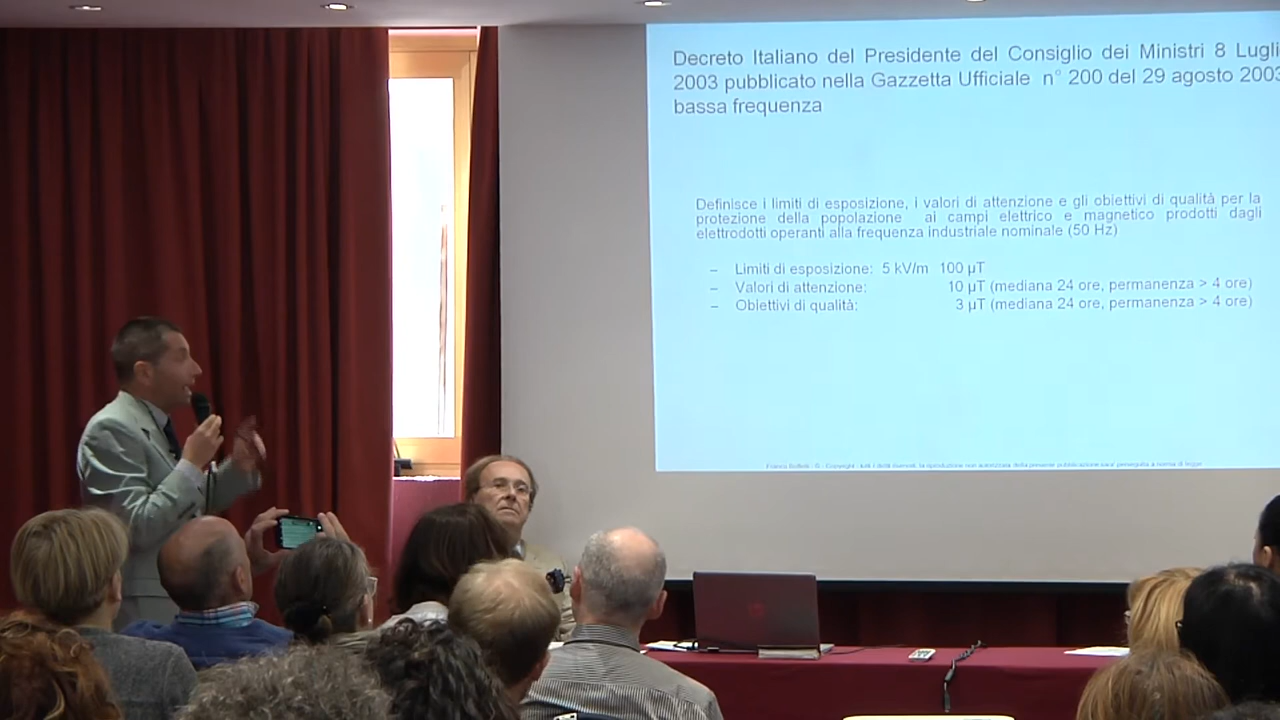 Decreto Italiano del Presidente del Consiglio dei Ministri 8 Lugli
2003 pubblicato nella Gazzetta Ufficiale n° 200 del 29 agosto 2003
bassa frequenza
Definisce i limiti di esposizione, i valori di attenzione e gli obiettivi di qualità per la
protezione della popolazione ai campi elettrico e magnetico prodotti dagli
elettrodotti operanti alla frequenza industriale nominale (50 Hz)
– Limiti di esposizione: 5 kV/m 100 µT
– Valori di attenzione: 10 µT (mediana 24 ore, permanenza > 4 ore)
– Obiettivi di qualità: 3 µT (mediana 24 ore, permanenza > 4 ore)